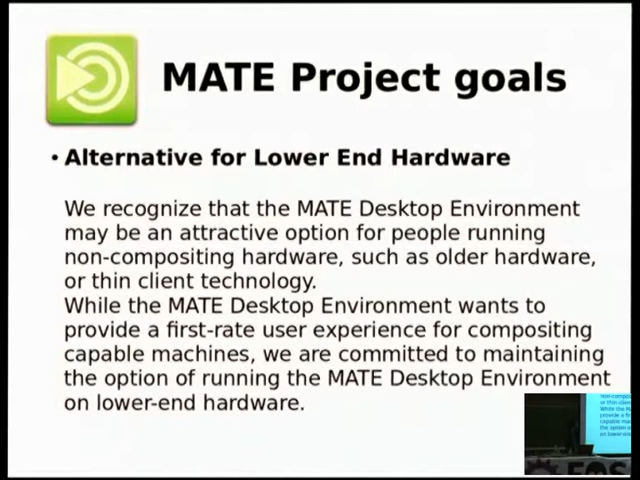 MATE Project goals
• Alternative for Lower End Hardware
We recognize that the MATE Desktop Environment
may be an attractive option for people running
non-compositing hardware, such as older hardware,
or thin client technology.
While the MATE Desktop Environment wants to
provide a first-rate user experience for compositing
capable machines, we are committed to maintaining
the option of running the MATE Desktop Environment
on lower-end hardware.